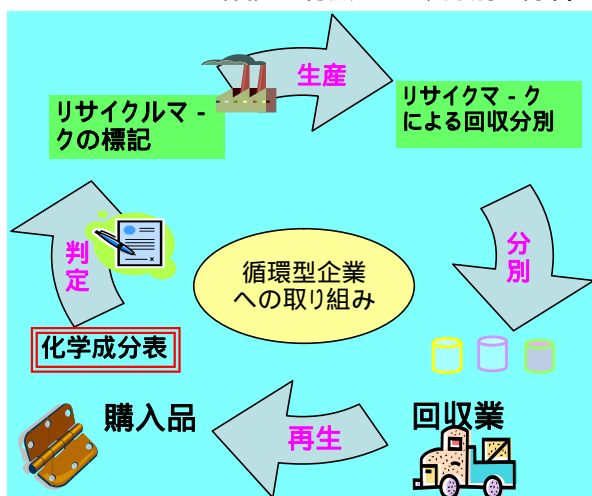 生産
リサイクルマ - 
クの標記
リサイクマ - ク
による回収分別
判
定
分
別
循環型企業
への取り組み
化学成分表
購入品
再生
回収業